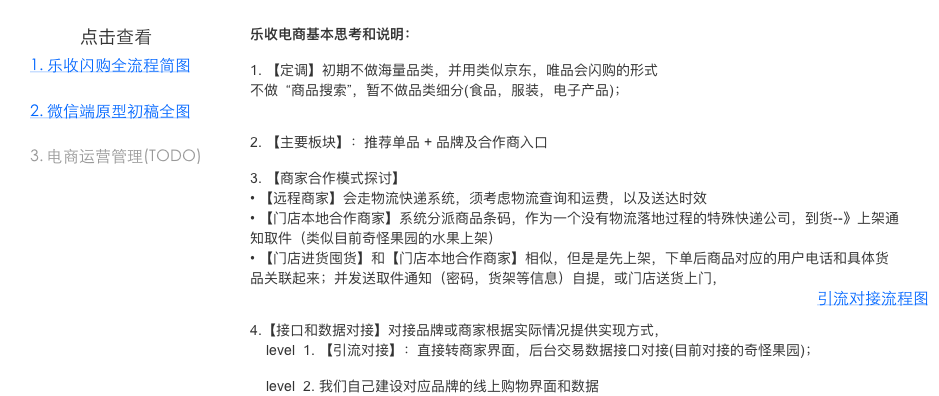 点击查看
1. 乐收闪购全流程简图
2. 微信端原型初稿全图
3. 电商运营管理(TODO)
乐收电商基本思考和说明：
1. 【定调】初期不做海量品类，并用类似京东，唯品会闪购的形式
不做“商品搜索”，暂不做品类细分(食品，服装，电子产品)；
2. 【主要板块】：推荐单品 + 品牌及合作商入口
3. 【商家合作模式探讨】
• 【远程商家】会走物流快递系统，须考虑物流查询和运费，以及送达时效
• 【门店本地合作商家】系统分派商品条码，作为一个没有物流落地过程的特殊快递公司，到货--》上架通
知取件（类似目前奇怪果园的水果上架）
• 【门店进货囤货】和【门店本地合作商家】相似，但是是先上架，下单后商品对应的用户电话和具体货
品关联起来；并发送取件通知（密码，货架等信息）自提，或门店送货上门，
引流对接流程图
4.【接口和数据对接】对接品牌或商家根据实际情况提供实现方式，
level 1. 【引流对接】：直接转商家界面，后台交易数据接口对接(目前对接的奇怪果园)；
level 2. 我们自己建设对应品牌的线上购物界面和数据